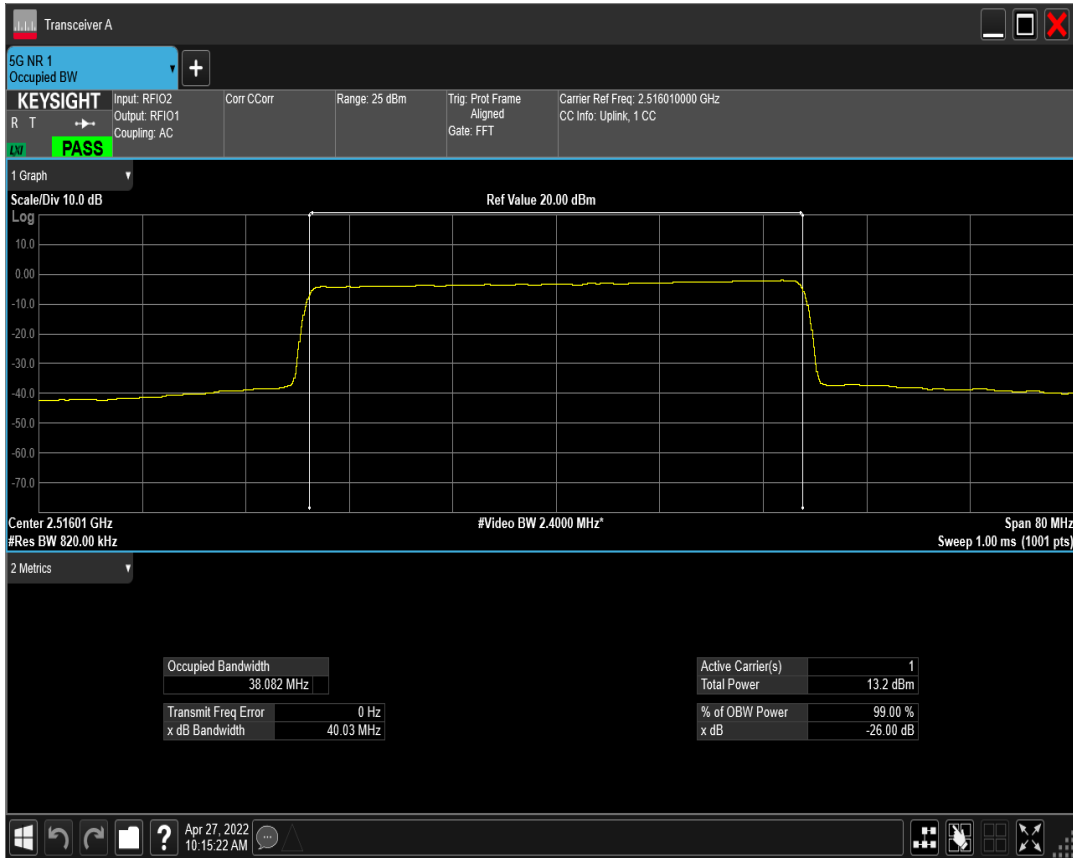 Transceiver A
5G NR 1
Occupied BW
+
KEYSIGHT
R T
LXI
PASS
Input: RFIO2
Output: RFIO1
Coupling: AC
Corr CCorr
Range: 25 dBm
Trig: Prot Frame
Aligned
Gate: FFT
Carrier Ref Freq: 2.516010000 GHz
CC Info: Uplink, 1 CC
1 Graph
Scale/Div 10.0 dB
Ref Value 20.00 dBm
Log
10.0
0.00
-10.0
-20.0
-30.0
-40.0
-50.0
-60.0
-70.0
Center 2.51601 GHz
#Video BW 2.4000 MHz*
Span 80 MHz
#Res BW 820.00 kHz
Sweep 1.00 ms (1001 pts)
2 Metrics
Occupied Bandwidth
38.082 MHz
Transmit Freq Error 0 Hz
x dB Bandwidth 40.03 MHz
Active Carrier(s) 1
Total Power 13.2 dBm
% of OBW Power 99.00 %
x dB -26.00 dB
?
Apr 27, 2022
10:15:22 AM